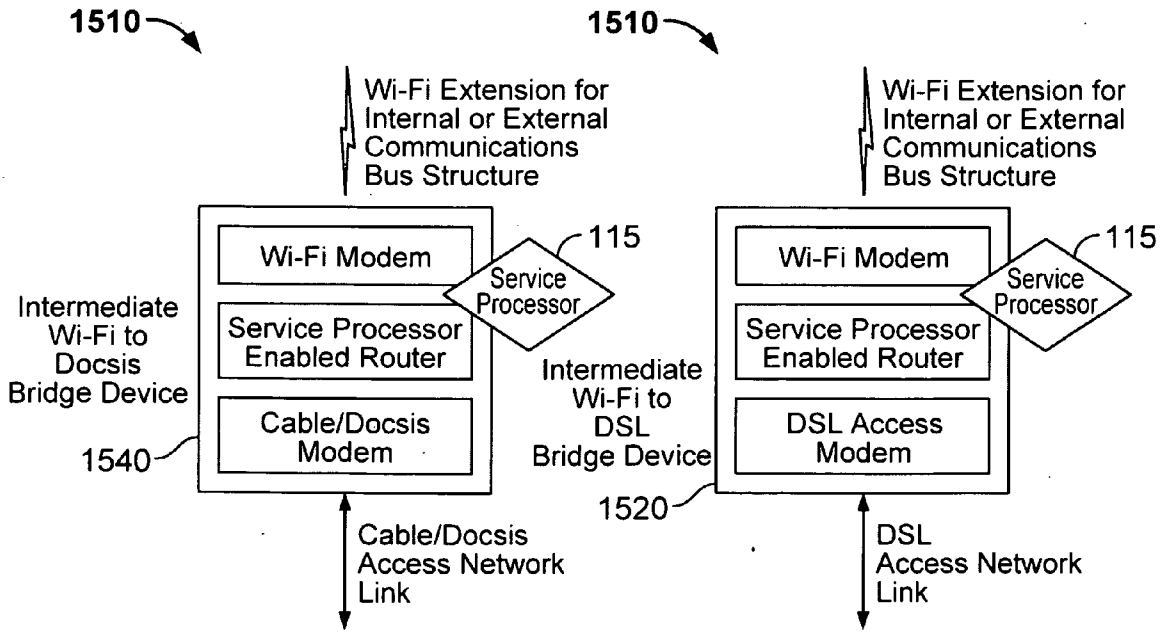 1510
Wi-Fi Extension for
Internal or External
Communications
Bus Structure
Wi-Fi Modem
115
Service
Processor
Service Processor
Enabled Router
Cable/Docsis
Modem
Intermediate
Wi-Fi to
Docsis
Bridge Device
1540
Cable/Docsis
Access Network
Link
1510
Wi-Fi Extension for
Internal or External
Communications
Bus Structure
Wi-Fi Modem
115
Service
Processor
Service Processor
Enabled Router
DSL Access
Modem
Intermediate
Wi-Fi to
DSL
Bridge Device
1520
DSL
Access Network
Link